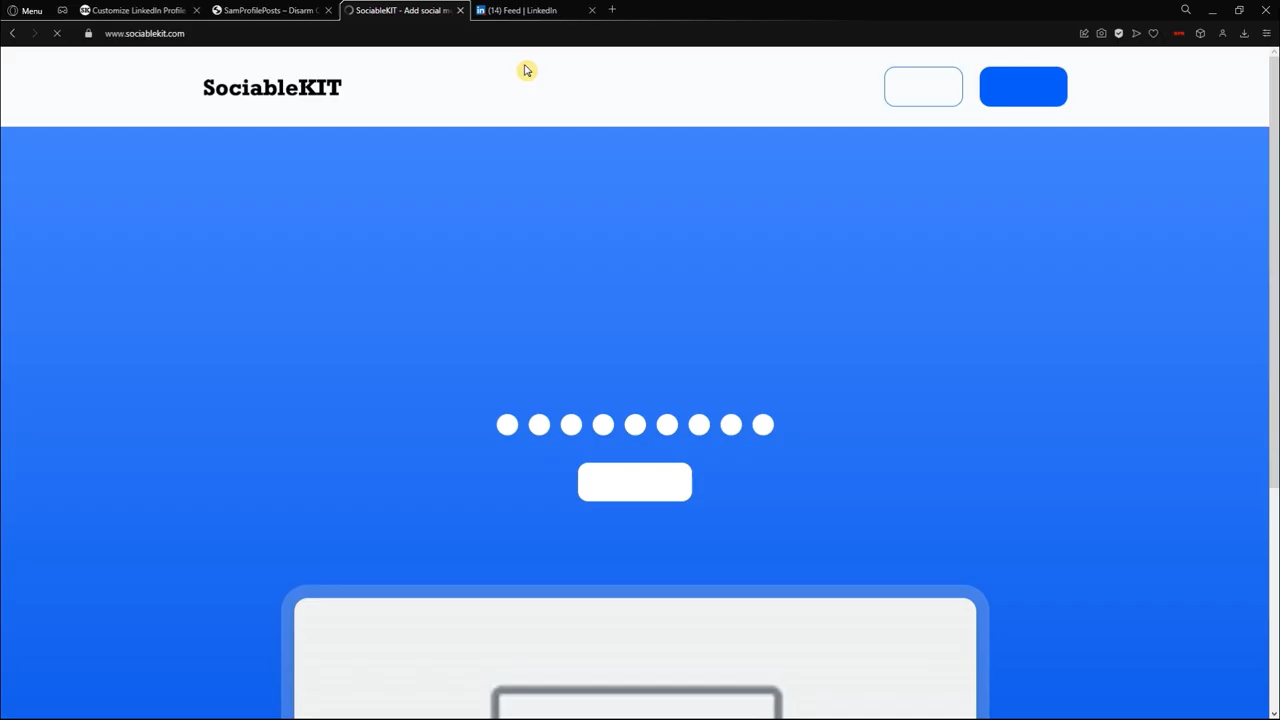 Menu
Customize LinkedIn Profile
SamProfilePosts – Disarm
SociableKIT - Add social m
(14) Feed | LinkedIn
www.sociablekit.com
SociableKIT